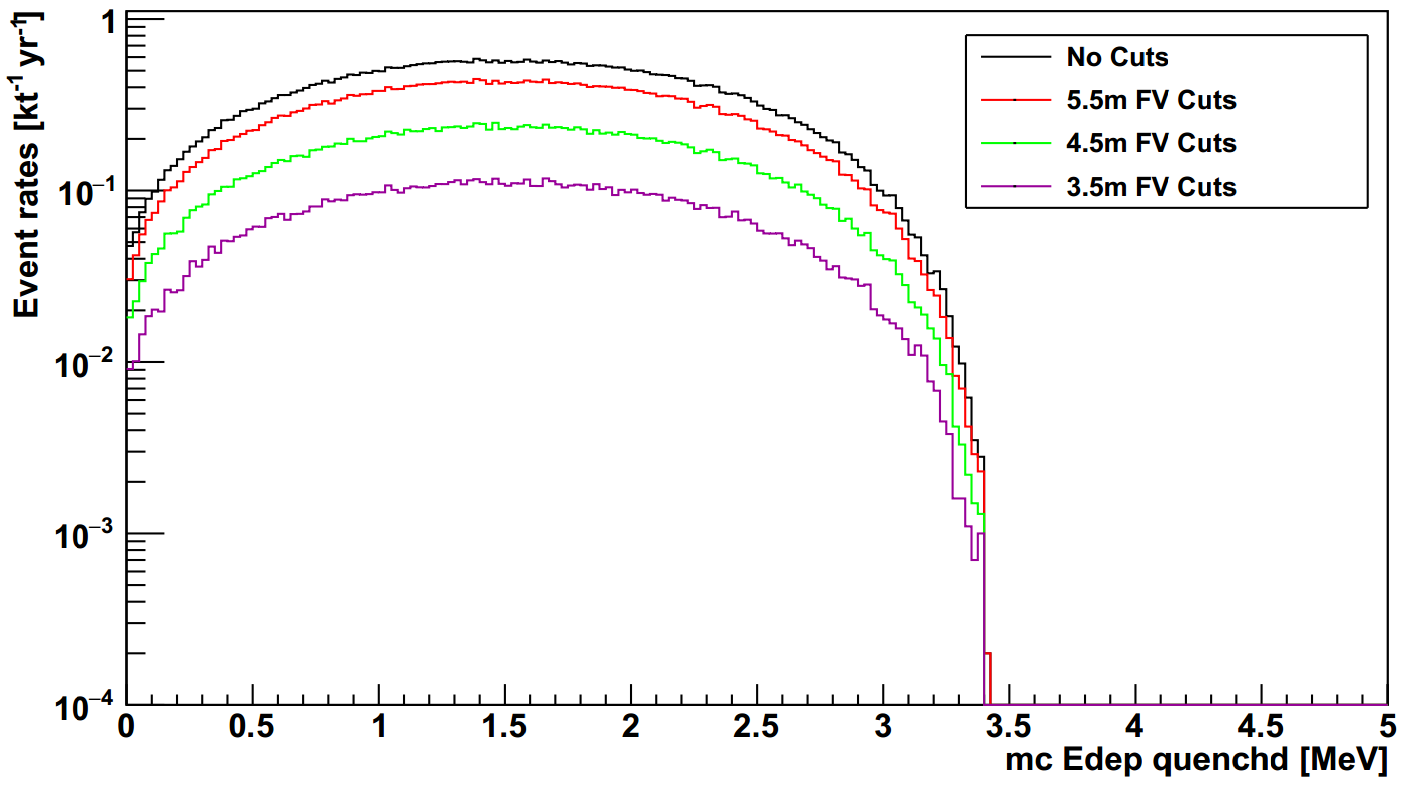 Event rates [kt⁻¹ yr⁻¹]
1
10⁻¹
10⁻²
10⁻³
10⁻⁴
No Cuts
5.5m FV Cuts
4.5m FV Cuts
3.5m FV Cuts
0 0.5 1 1.5 2 2.5 3 3.5 4 4.5 5
mc Edep quenchd [MeV]